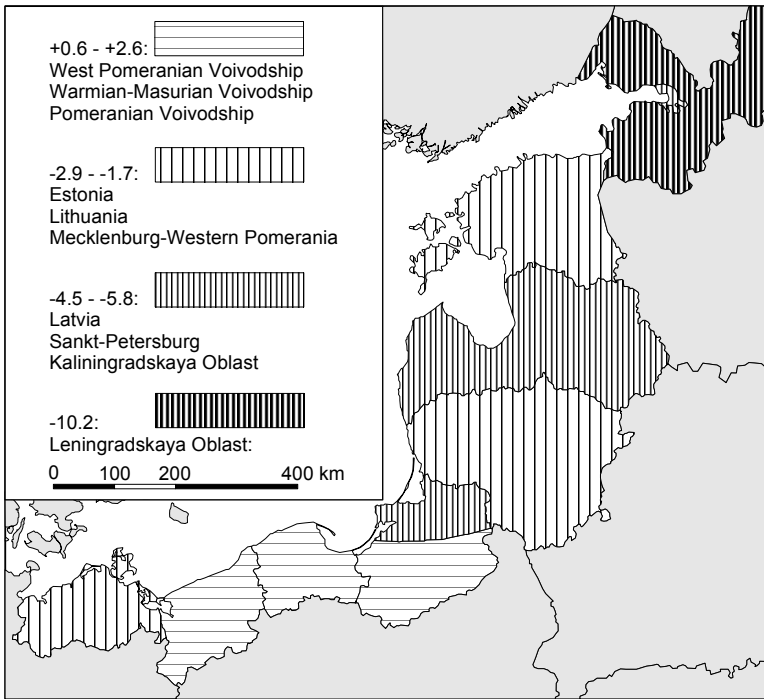 +0.6 - +2.6:
West Pomeranian Voivodship
Warmian-Masurian Voivodship
Pomeranian Voivodship
-2.9 - -1.7:
Estonia
Lithuania
Mecklenburg-Western Pomerania
-4.5 - -5.8:
Latvia
Sankt-Petersburg
Kaliningradskaya Oblast
-10.2:
Leningradskaya Oblast:
0 100 200 400 km